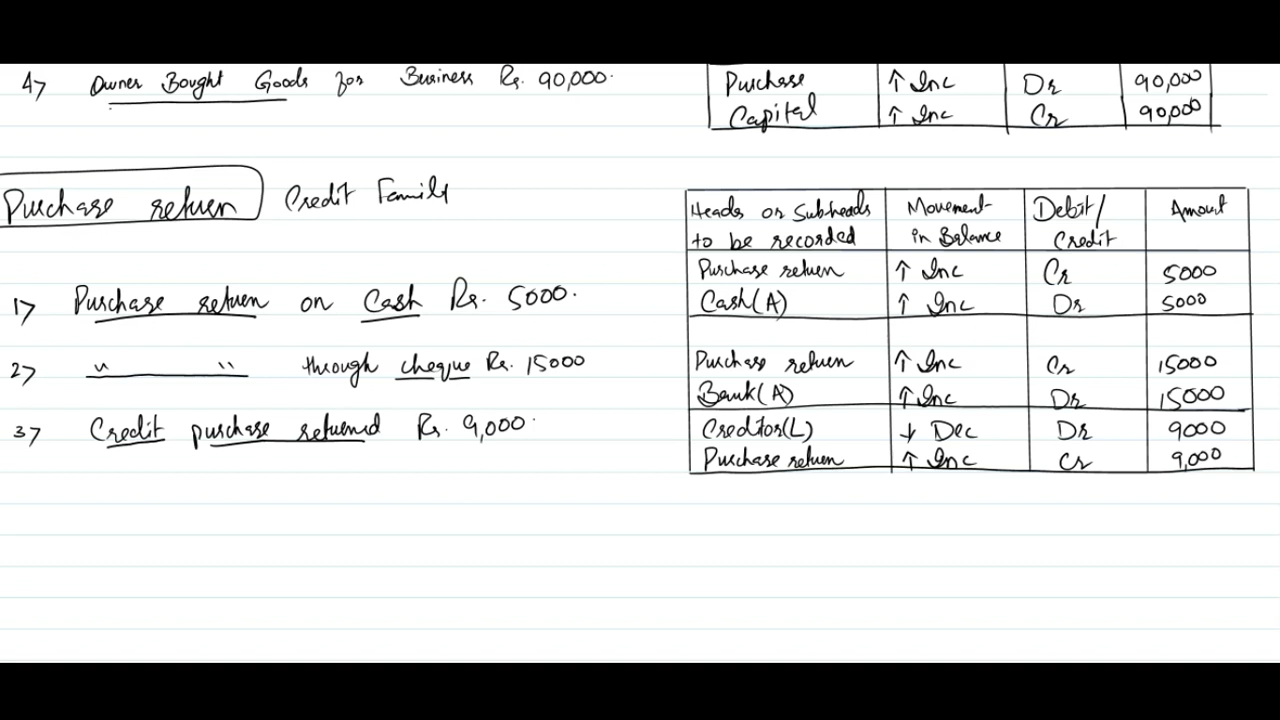 4> Owner Bought Goods for Business Rs. 90,000.
Purchase ↑ Inc Dr 90,000
Capital ↑ Inc Cr 90,000
Purchase return Credit Family
Heads or Subheads to be recorded Movement in Balance Debit/ Credit Amount
Purchase return ↑ Inc Cr 5000
Cash(A) ↑ Inc Dr 5000
1> Purchase return on Cash Rs. 5000.
2> " " through cheque Rs. 15000
Purchase return ↑ Inc Cr 15000
Bank(A) ↑ Inc Dr 15000
3> Credit purchase returned Rs. 9,000.
Creditor(L) ↓ Dec Dr 9000
Purchase return ↑ Inc Cr 9,000